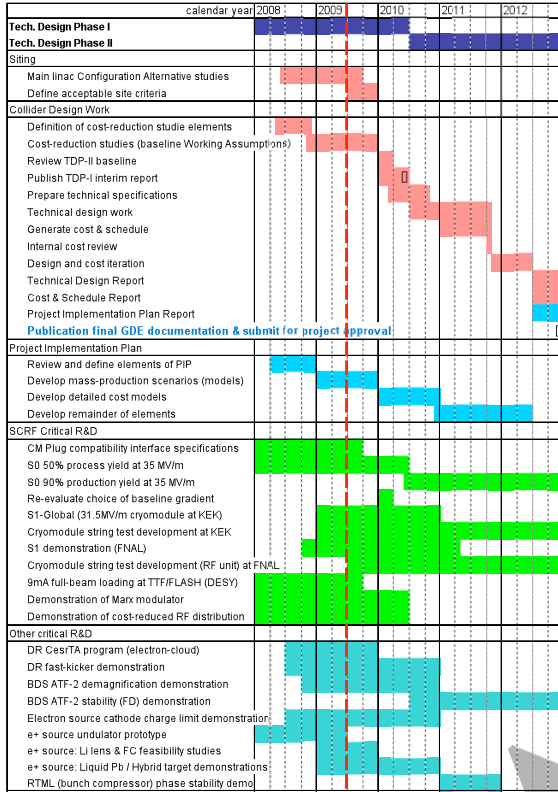 calendar year 2008 2009 2010 2011 2012
Tech. Design Phase I
Tech. Design Phase II
Siting
Main linac Configuration Alternative studies
Define acceptable site criteria
Collider Design Work
Definition of cost-reduction studie elements
Cost-reduction studies (baseline Working Assumptions)
Review TDP-II baseline
Publish TDP-I interim report
Prepare technical specifications
Technical design work
Generate cost & schedule
Internal cost review
Design and cost iteration
Technical Design Report
Cost & Schedule Report
Project Implementation Plan Report
Publication final GDE documentation & submit for project approval
Project Implementation Plan
Review and define elements of PIP
Develop mass-production scenarios (models)
Develop detailed cost models
Develop remainder of elements
SCRF Critical R&D
CM Plug compatibility interface specifications
S0 50% process yield at 35 MV/m
S0 90% production yield at 35 MV/m
Re-evaluate choice of baseline gradient
S1-Global (31.5MV/m cryomodule at KEK)
Cryomodule string test development at KEK
S1 demonstration (FNAL)
Cryomodule string test development (RF unit) at FNAL
9mA full-beam loading at TTF/FLASH (DESY)
Demonstration of Marx modulator
Demonstration of cost-reduced RF distribution
Other critical R&D
DR CesrTA program (electron-cloud)
DR fast-kicker demonstration
BDS ATF-2 demagnification demonstration
BDS ATF-2 stability (FD) demonstration
Electron source cathode charge limit demonstration
e+ source undulator prototype
e+ source: Li lens & FC feasibility studies
e+ source: Liquid Pb / Hybrid target demonstrations
RTML (bunch compressor) phase stability demo